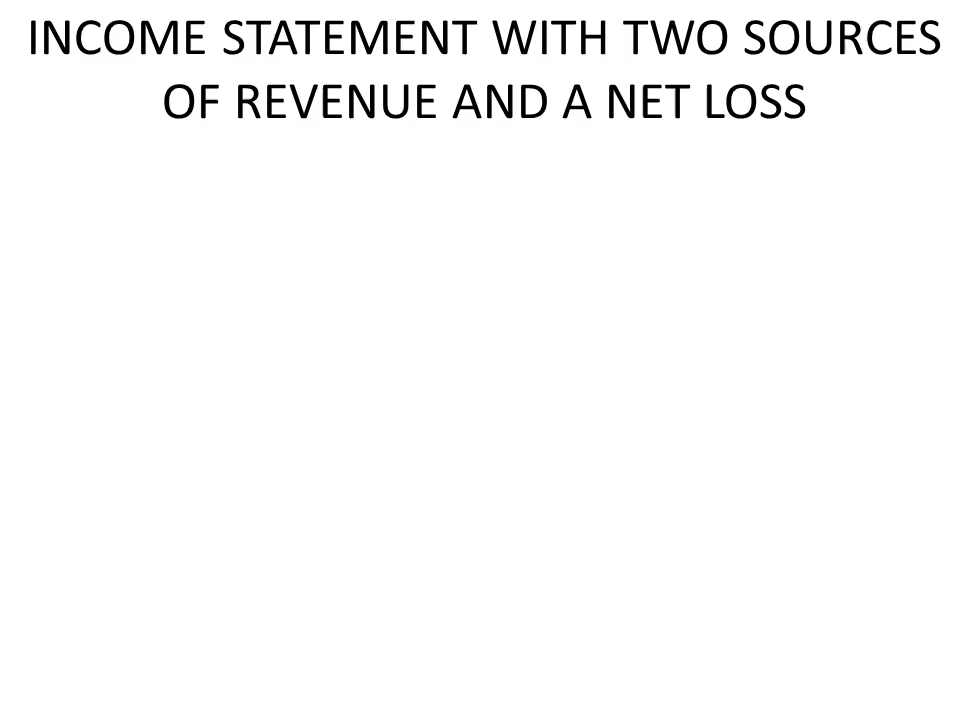 INCOME STATEMENT WITH TWO SOURCES
OF REVENUE AND A NET LOSS